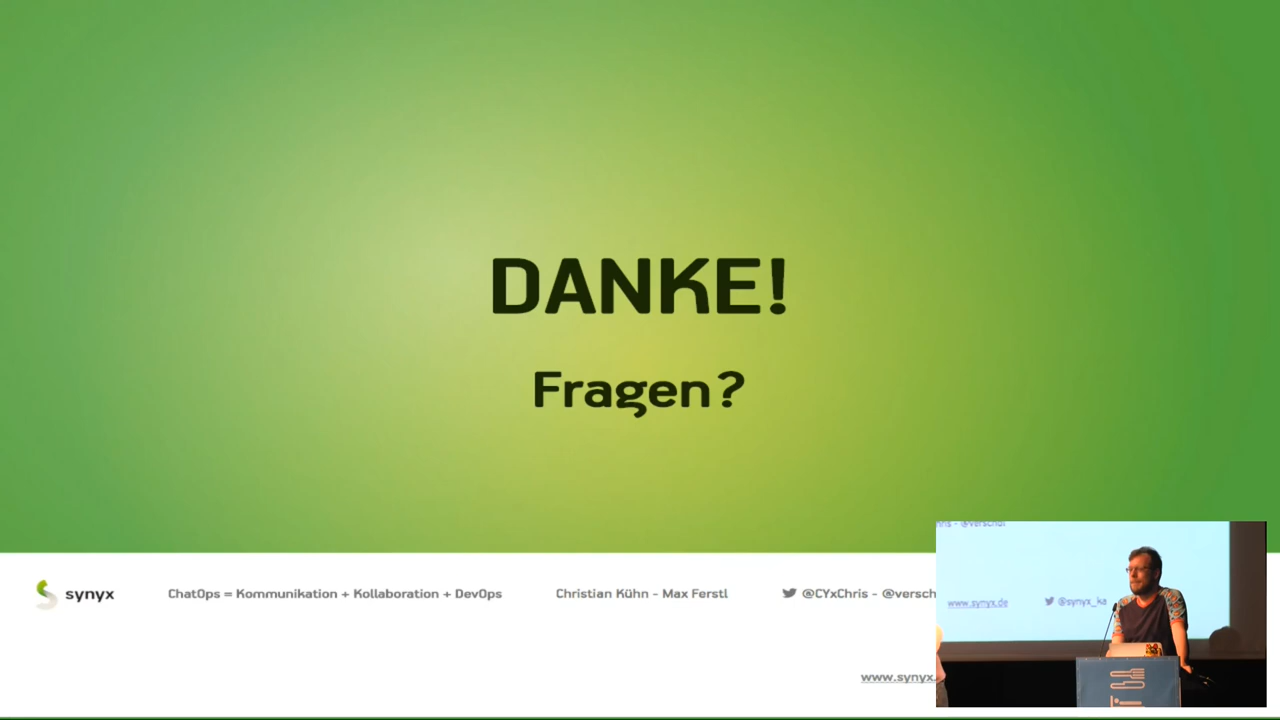 DANKE!
Fragen?
synyx
ChatOps = Kommunikation + Kollaboration + DevOps
Christian Kühn - Max Ferstl
@CYxChris - @versch
www.synyx.
www.synyx.de
@synyx_ka